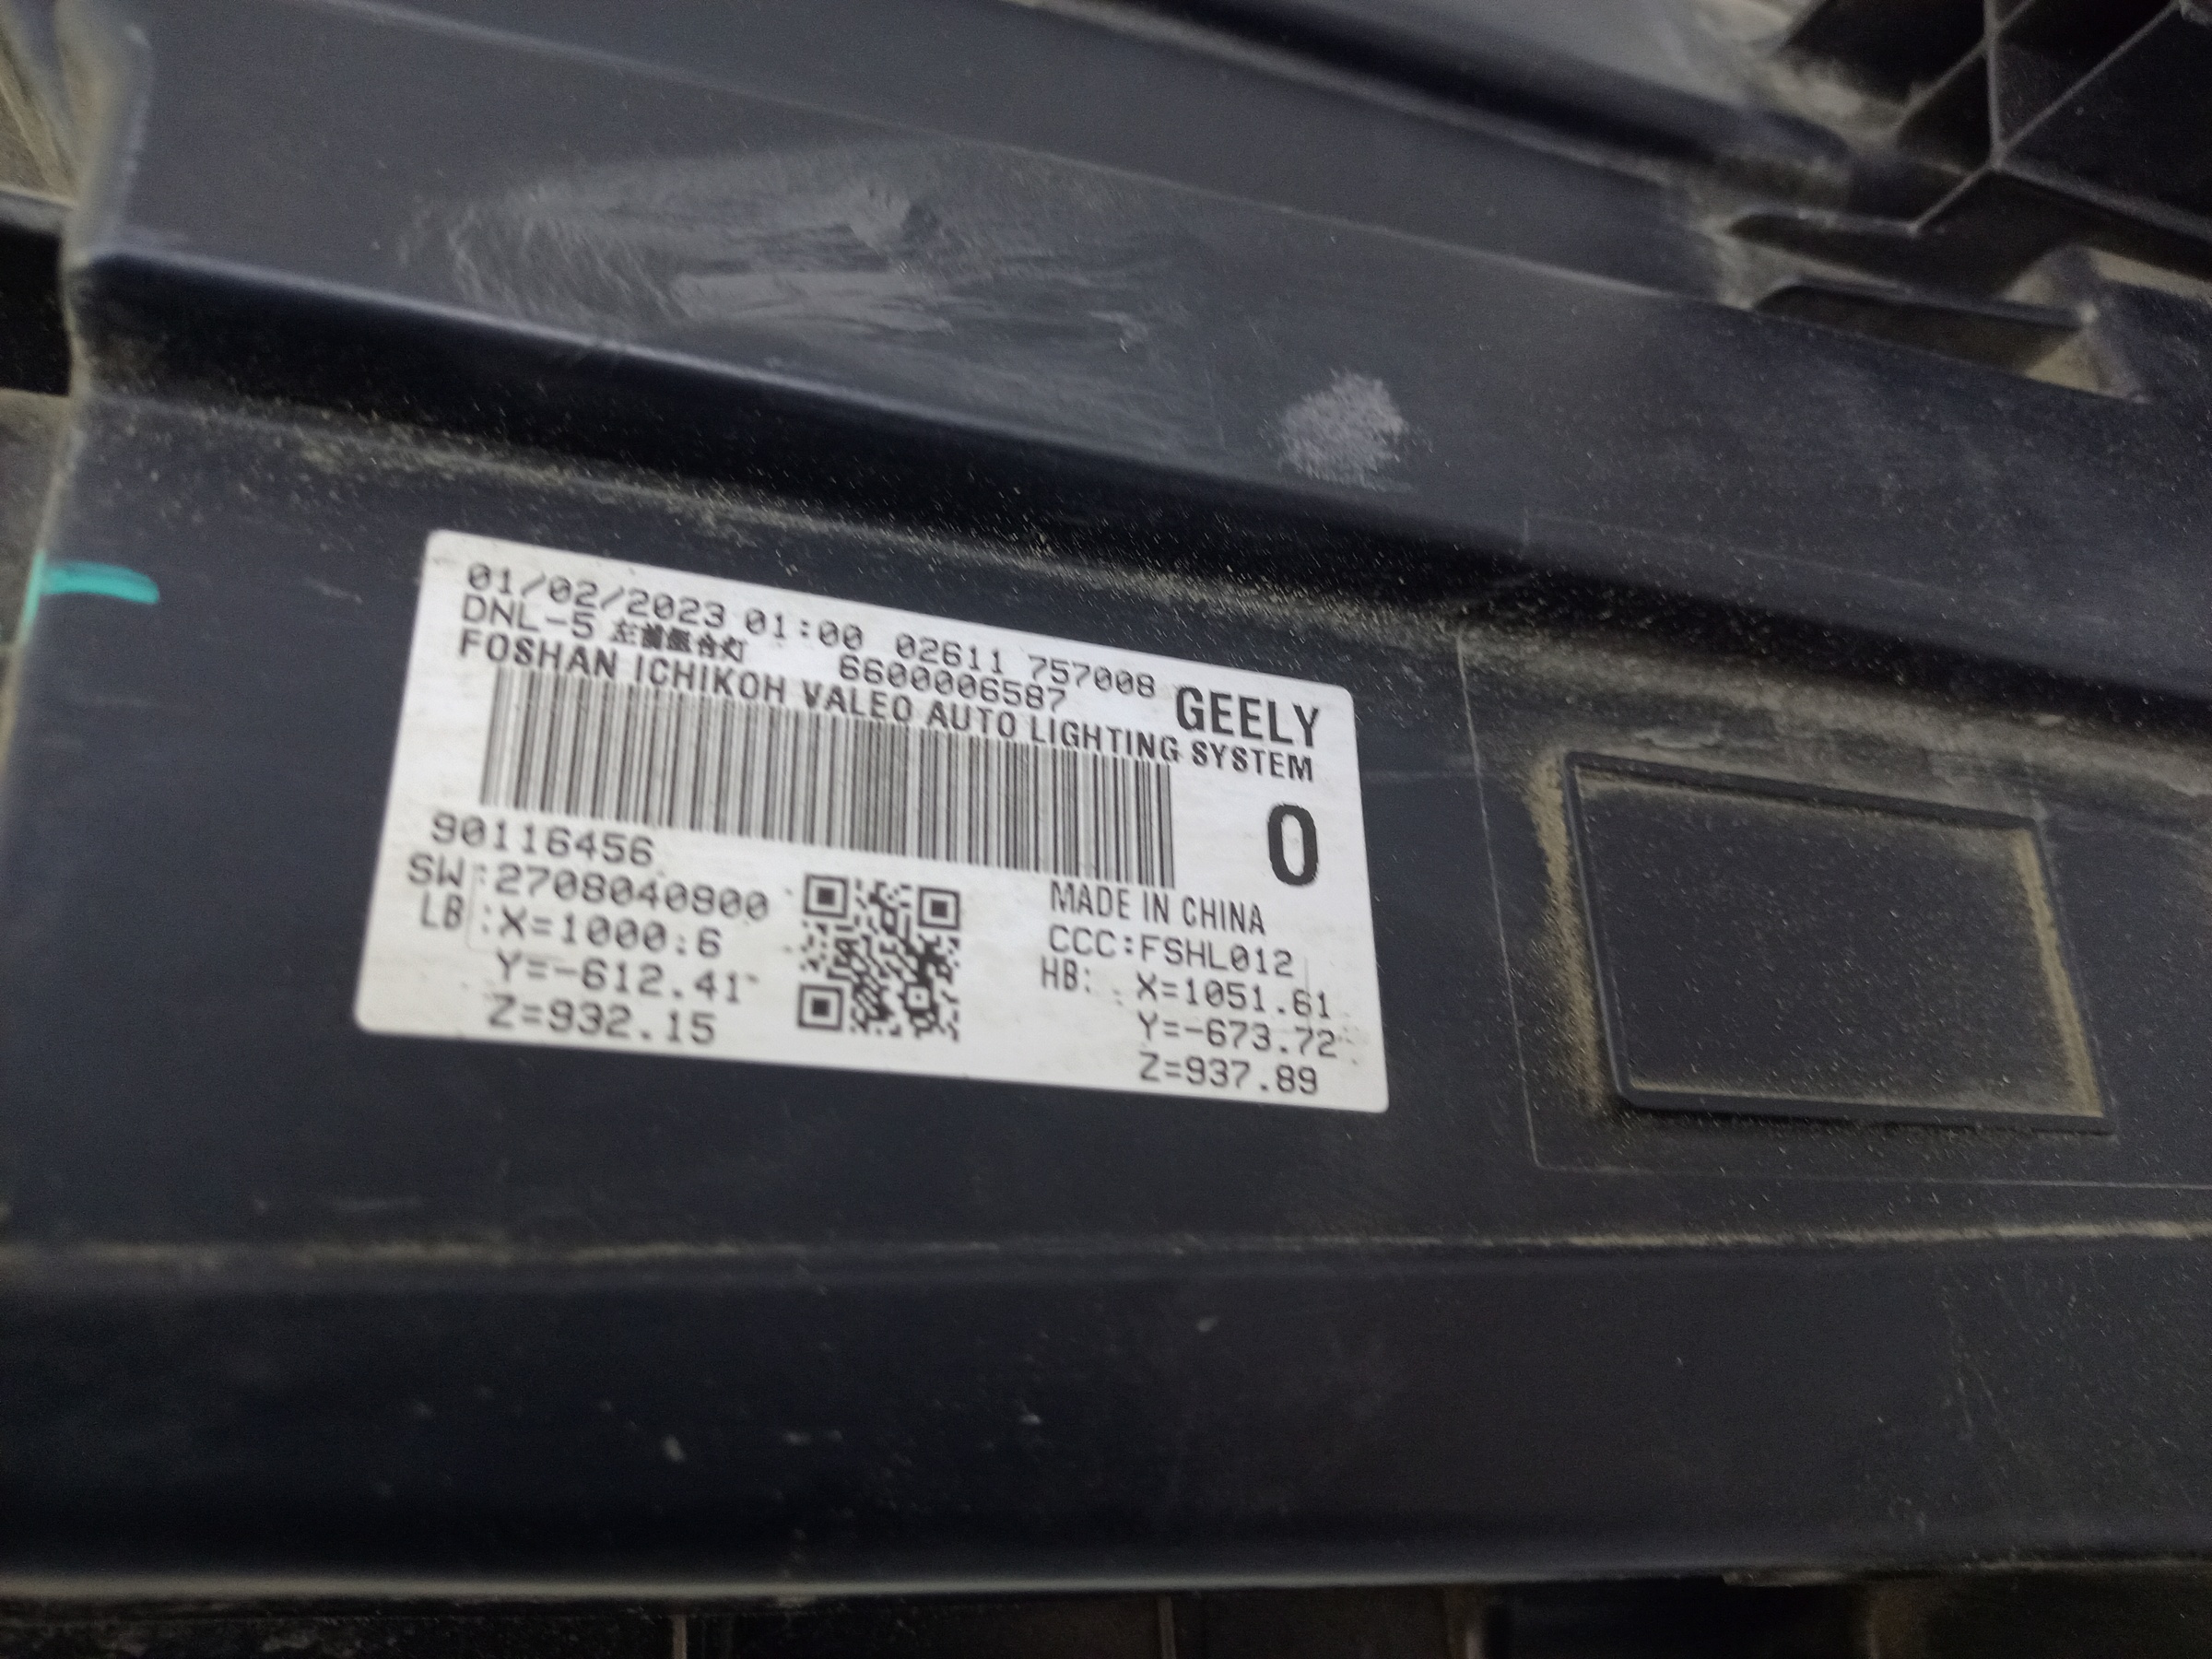 01/02/2023 01:00 02611 757008
DNL-5 左前组合灯 6600006587 GEELY
FOSHAN ICHIKOH VALEO AUTO LIGHTING SYSTEM
0
90116456
SW:2708040900
LB :X=1000.6
Y=-612.41
Z=932.15
MADE IN CHINA
CCC:FSHL012
HB: X=1051.61
Y=-673.72
Z=937.89